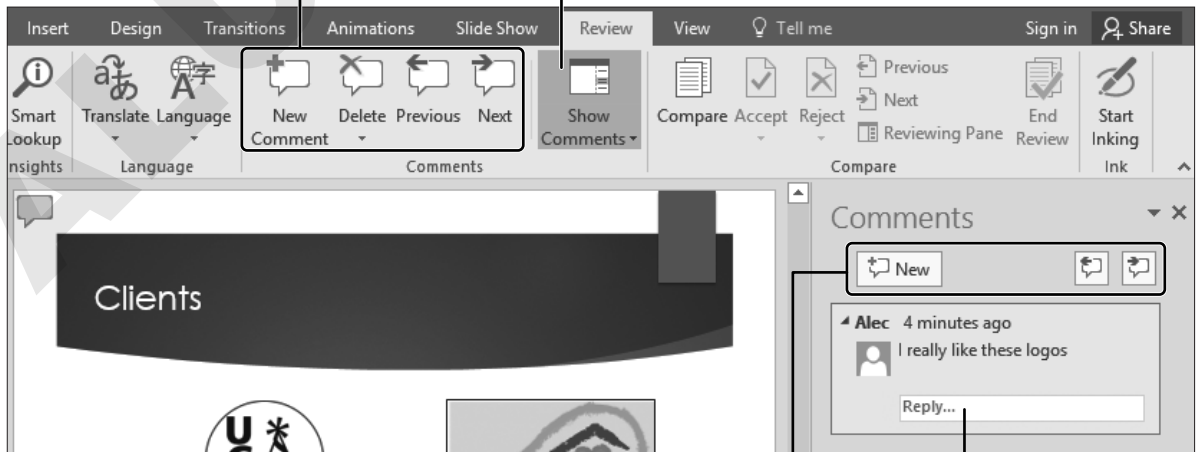 Insert Design Transitions Animations Slide Show Review View Tell me Sign in Share
Smart Lookup
Translate
Language
New Comment
Delete
Previous
Next
Show Comments
Compare
Accept
Reject
Previous
Next
Reviewing Pane
End Review
Start Inking
nsights Language Comments Compare Ink
Comments
New
Clients
Alec 4 minutes ago
I really like these logos
Reply...
U